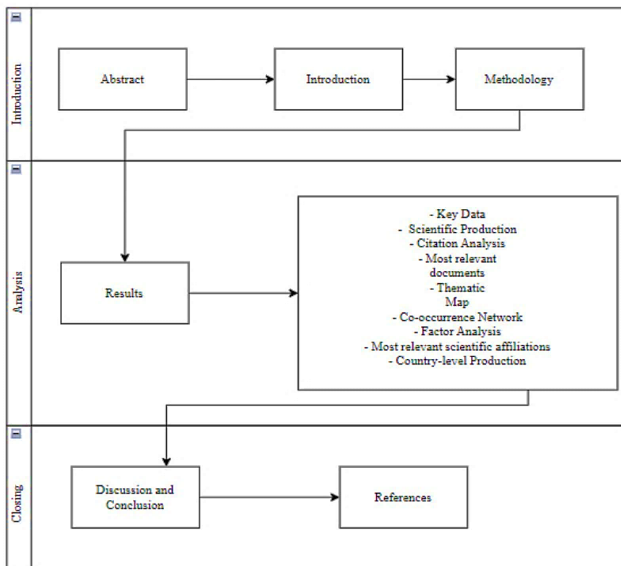 Introduction
Abstract
Introduction
Methodology
Analysis
Results
- Key Data
- Scientific Production
- Citation Analysis
- Most relevant
documents
- Thematic
Map
- Co-occurrence Network
- Factor Analysis
- Most relevant scientific affiliations
- Country-level Production
Closing
Discussion and
Conclusion
References